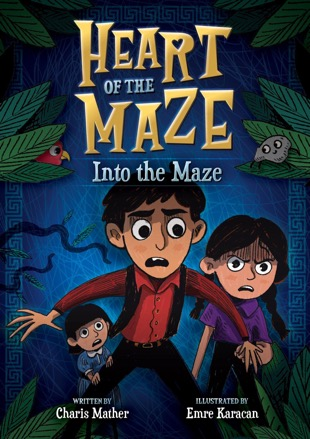 HEART
OF THE
MAZE
Into the Maze
WRITTEN BY
Charis Mather
ILLUSTRATED BY
Emre Karacan